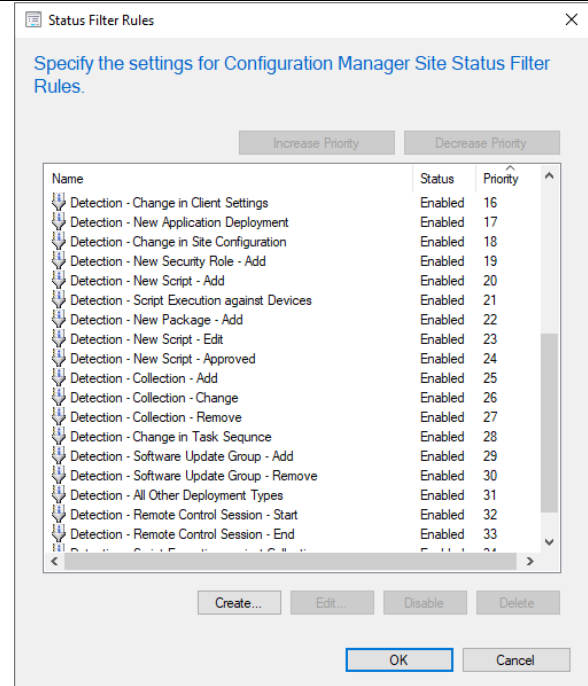 Status Filter Rules
Specify the settings for Configuration Manager Site Status Filter
Rules.
Increase Priority Decrease Priority
Name Status Priority
Detection - Change in Client Settings Enabled 16
Detection - New Application Deployment Enabled 17
Detection - Change in Site Configuration Enabled 18
Detection - New Security Role - Add Enabled 19
Detection - New Script - Add Enabled 20
Detection - Script Execution against Devices Enabled 21
Detection - New Package - Add Enabled 22
Detection - New Script - Edit Enabled 23
Detection - New Script - Approved Enabled 24
Detection - Collection - Add Enabled 25
Detection - Collection - Change Enabled 26
Detection - Collection - Remove Enabled 27
Detection - Change in Task Sequnce Enabled 28
Detection - Software Update Group - Add Enabled 29
Detection - Software Update Group - Remove Enabled 30
Detection - All Other Deployment Types Enabled 31
Detection - Remote Control Session - Start Enabled 32
Detection - Remote Control Session - End Enabled 33
Create... Edit... Disable Delete
OK Cancel